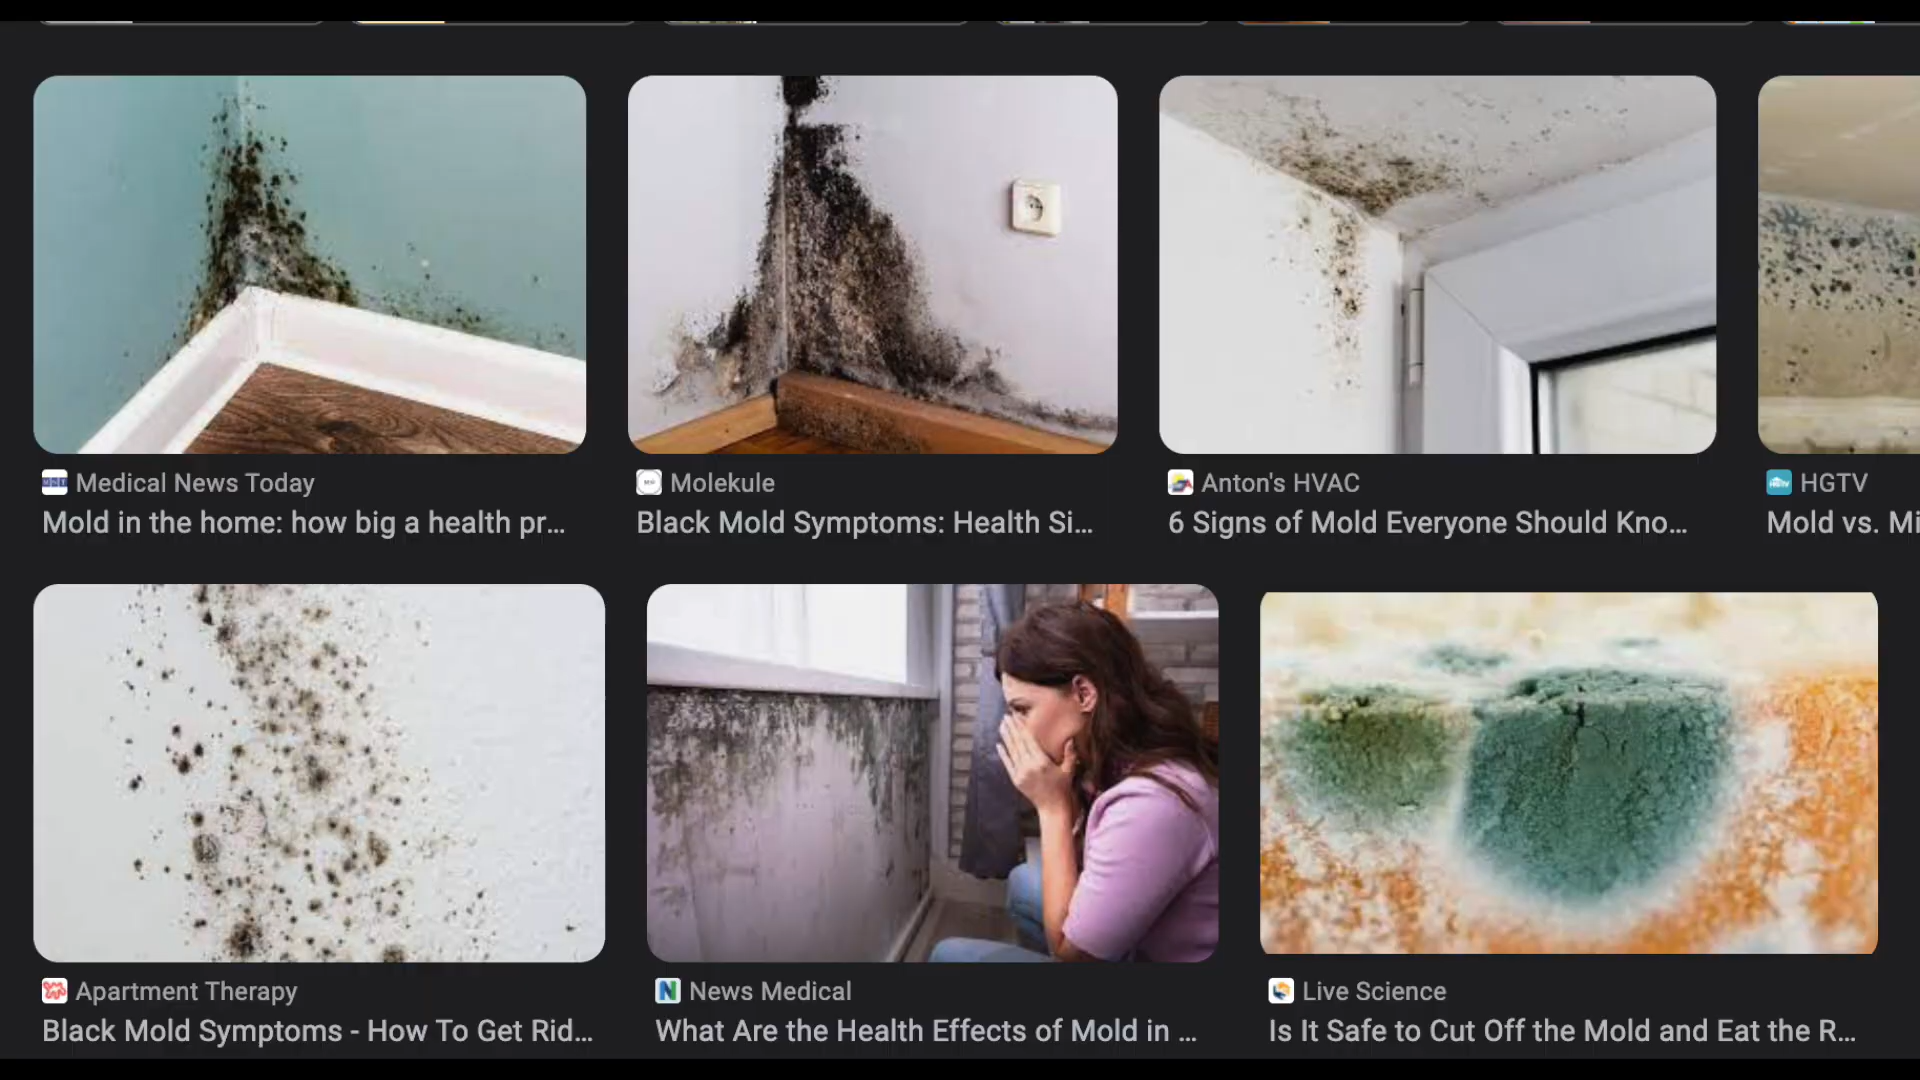 Medical News Today
Mold in the home: how big a health pr...
Molekule
Black Mold Symptoms: Health Si...
Anton's HVAC
6 Signs of Mold Everyone Should Kno...
HGTV
Mold vs. Mi
Apartment Therapy
Black Mold Symptoms - How To Get Rid...
News Medical
What Are the Health Effects of Mold in ...
Live Science
Is It Safe to Cut Off the Mold and Eat the R...